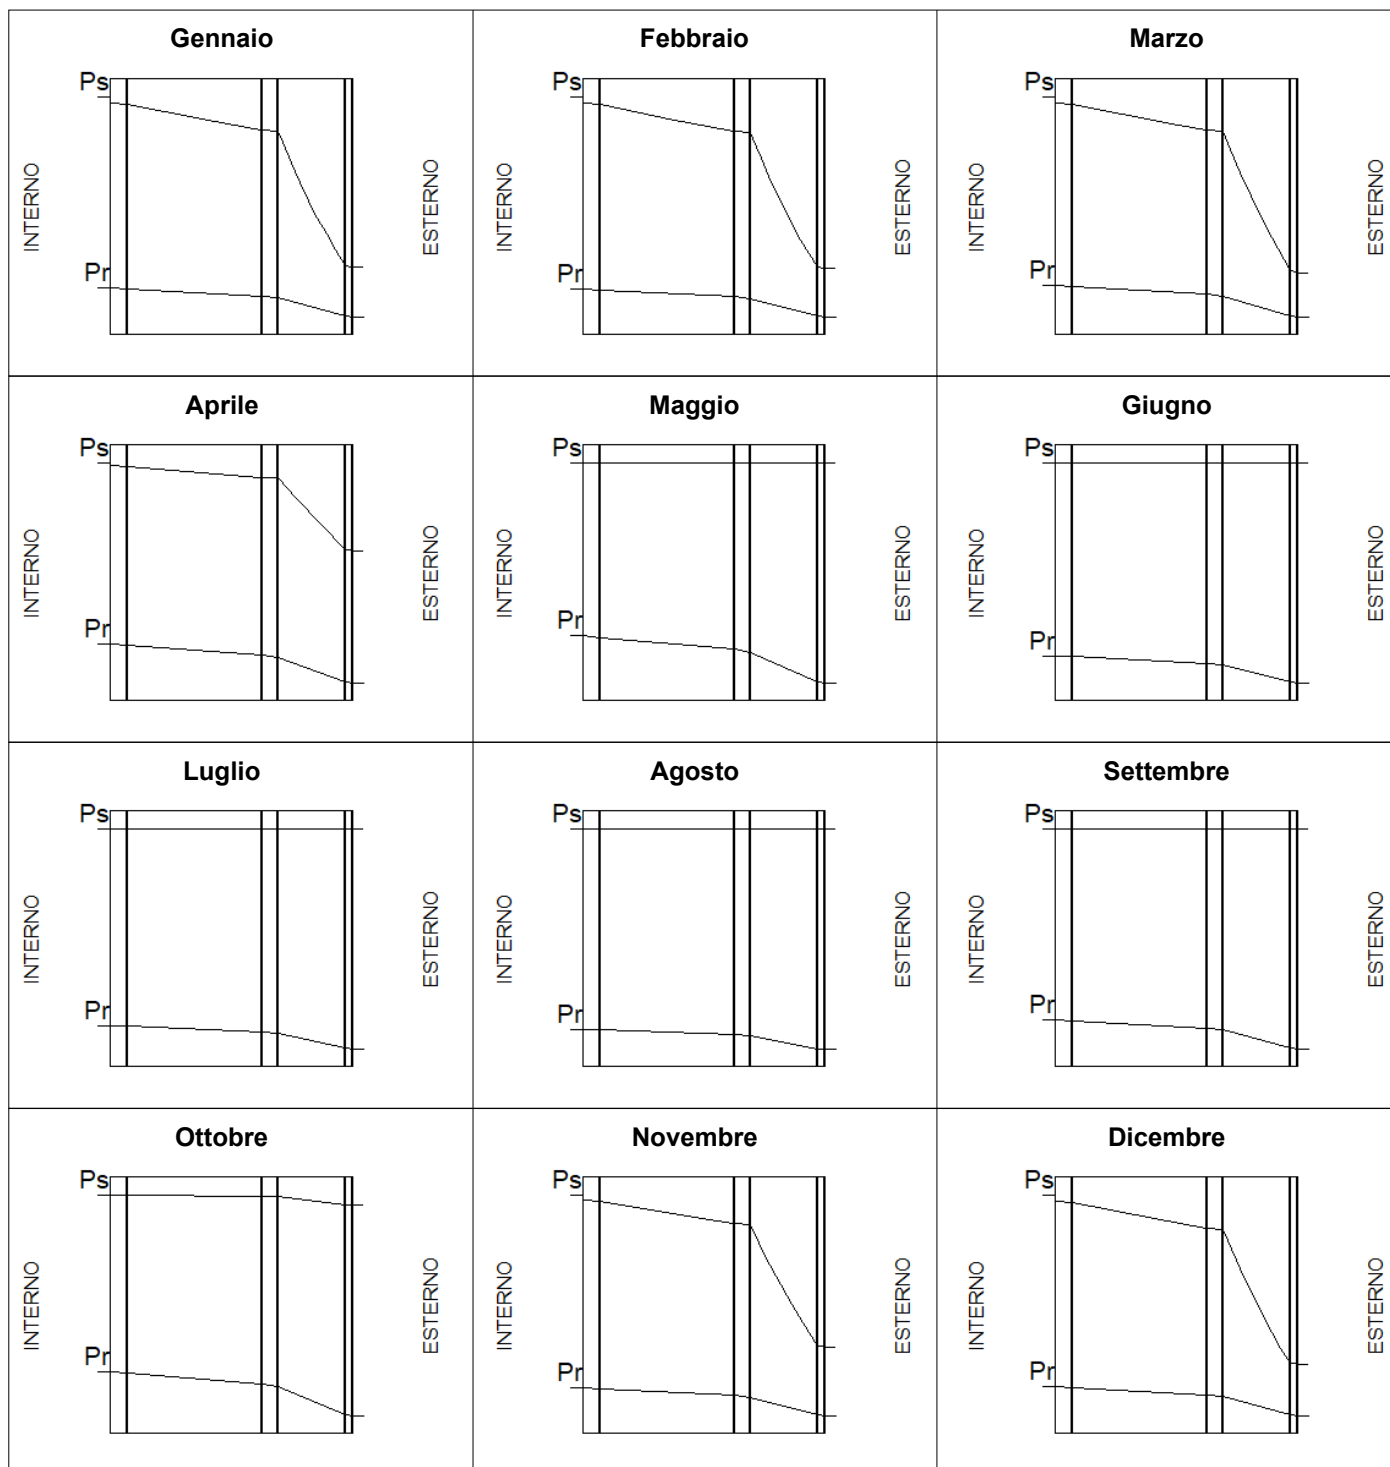 Gennaio
Febbraio
Marzo
Ps
Ps
Ps
INTERNO
ESTERNO
INTERNO
ESTERNO
INTERNO
ESTERNO
Pr
Pr
Pr
Aprile
Maggio
Giugno
Ps
Ps
Ps
INTERNO
ESTERNO
INTERNO
ESTERNO
INTERNO
ESTERNO
Pr
Pr
Pr
Luglio
Agosto
Settembre
Ps
Ps
Ps
INTERNO
ESTERNO
INTERNO
ESTERNO
INTERNO
ESTERNO
Pr
Pr
Pr
Ottobre
Novembre
Dicembre
Ps
Ps
Ps
INTERNO
ESTERNO
INTERNO
ESTERNO
INTERNO
ESTERNO
Pr
Pr
Pr